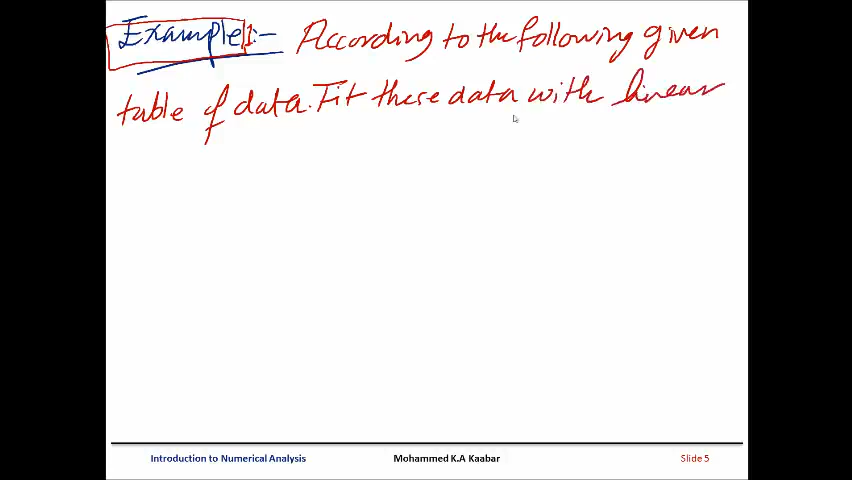 Example 1:- According to the following given
table of data. Fit these data with linear
Introduction to Numerical Analysis Mohammed K.A Kaabar Slide 5